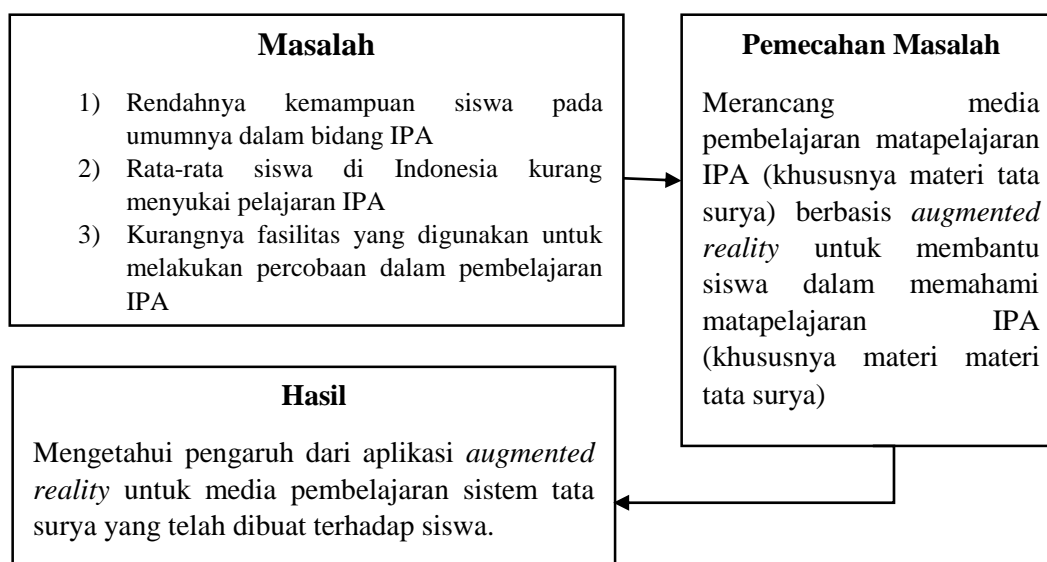 Masalah
1) Rendahnya kemampuan siswa pada
umumnya dalam bidang IPA
2) Rata-rata siswa di Indonesia kurang
menyukai pelajaran IPA
3) Kurangnya fasilitas yang digunakan untuk
melakukan percobaan dalam pembelajaran
IPA
Pemecahan Masalah
Merancang media
pembelajaran matapelajaran
IPA (khususnya materi tata
surya) berbasis augmented
reality untuk membantu
siswa dalam memahami
matapelajaran IPA
(khususnya materi materi
tata surya)
Hasil
Mengetahui pengaruh dari aplikasi augmented
reality untuk media pembelajaran sistem tata
surya yang telah dibuat terhadap siswa.